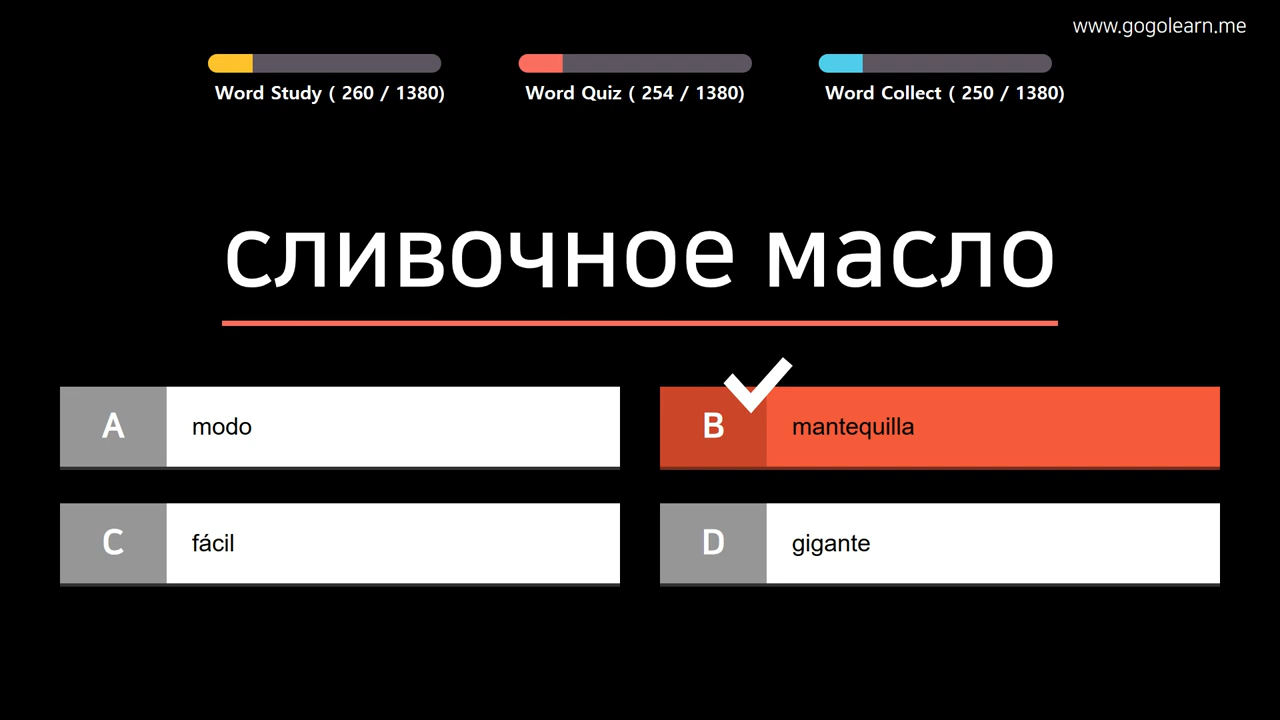 www.gogolearn.me
Word Study ( 260 / 1380)
Word Quiz ( 254 / 1380)
Word Collect ( 250 / 1380)
сливочное масло
A modo
B mantequilla
C fácil
D gigante